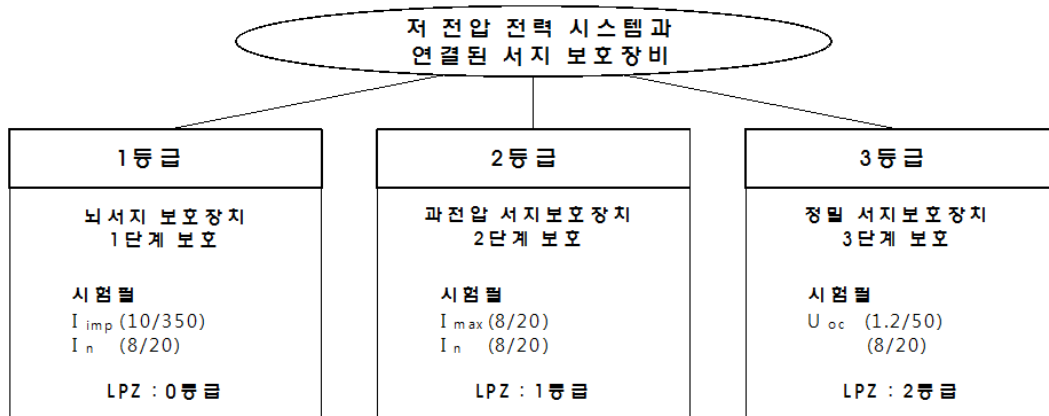 저 전압 전력 시스템과
연결된 서지 보호장비
1등급
뇌서지 보호장치
1단계 보호
시험펄
I imp (10/350)
I n (8/20)
LPZ : 0등급
2등급
과전압 서지보호장치
2단계 보호
시험펄
I max (8/20)
I n (8/20)
LPZ : 1등급
3등급
정밀 서지보호장치
3단계 보호
시험펄
U oc (1.2/50)
(8/20)
LPZ : 2등급